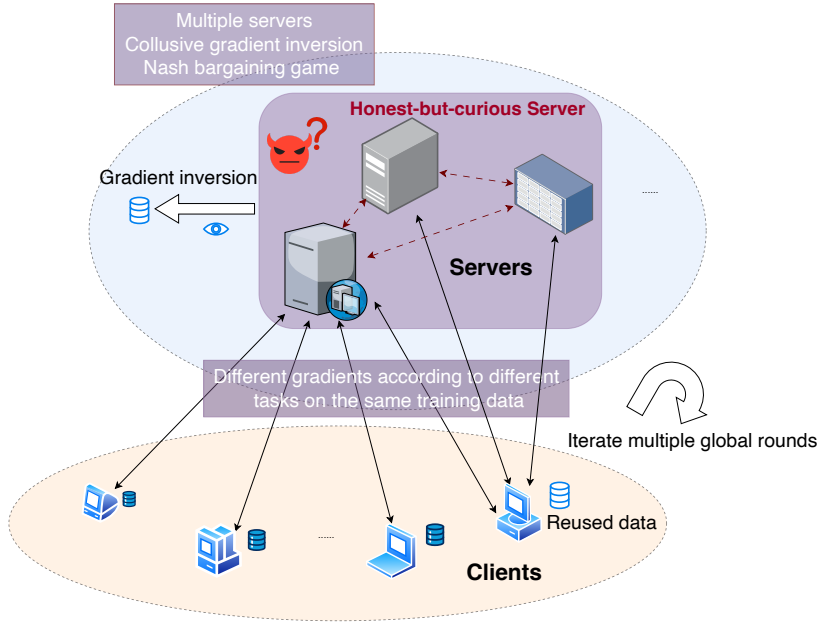 Multiple servers
Collusive gradient inversion
Nash bargaining game
Honest-but-curious Server
?
Gradient inversion
......
Servers
Different gradients according to different
tasks on the same training data
Iterate multiple global rounds
......
Reused data
Clients